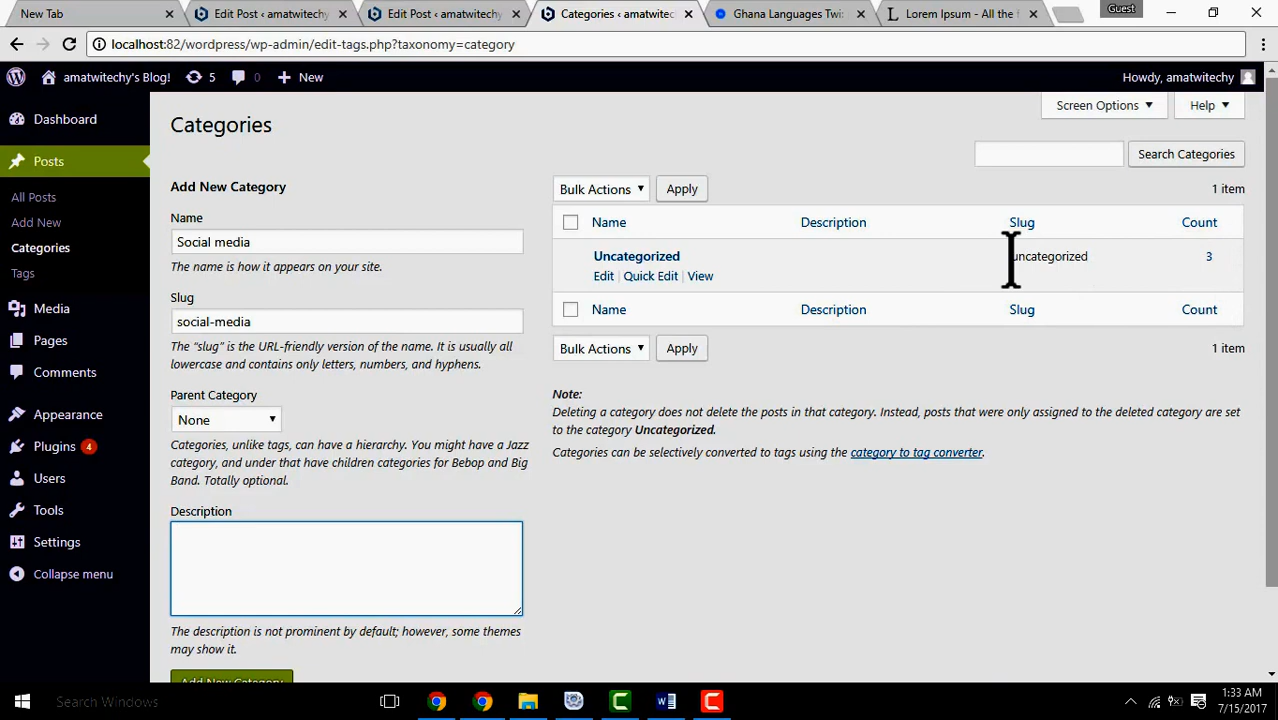 New Tab
Edit Post ‹ amatwitechy
Edit Post ‹ amatwitechy
Categories ‹ amatwitec
Ghana Languages Twi
Lorem Ipsum - All the
Guest
localhost:82/wordpress/wp-admin/edit-tags.php?taxonomy=category
amatwitechy's Blog!
5
0
New
Howdy, amatwitechy
Dashboard
Posts
All Posts
Add New
Categories
Tags
Media
Pages
Comments
Appearance
Plugins 4
Users
Tools
Settings
Collapse menu
Screen Options
Help
Categories
Search Categories
Add New Category
Name
Social media
The name is how it appears on your site.
Slug
social-media
The “slug” is the URL-friendly version of the name. It is usually all
lowercase and contains only letters, numbers, and hyphens.
Parent Category
None
Categories, unlike tags, can have a hierarchy. You might have a Jazz
category, and under that have children categories for Bebop and Big
Band. Totally optional.
Description
The description is not prominent by default; however, some themes
may show it.
Add New Category
Bulk Actions
Apply
1 item
Name Description Slug Count
Uncategorized uncategorized 3
Edit | Quick Edit | View
Name Description Slug Count
Bulk Actions
Apply
1 item
Note:
Deleting a category does not delete the posts in that category. Instead, posts that were only assigned to the deleted category are set
to the category Uncategorized.
Categories can be selectively converted to tags using the category to tag converter.
Search Windows
1:33 AM
7/15/2017